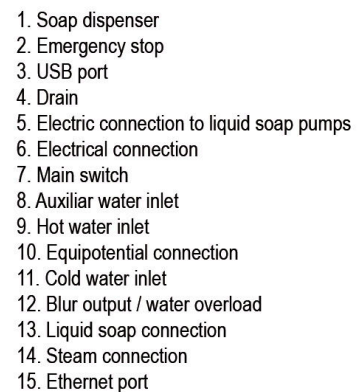 1. Soap dispenser
2. Emergency stop
3. USB port
4. Drain
5. Electric connection to liquid soap pumps
6. Electrical connection
7. Main switch
8. Auxiliar water inlet
9. Hot water inlet
10. Equipotential connection
11. Cold water inlet
12. Blur output / water overload
13. Liquid soap connection
14. Steam connection
15. Ethernet port